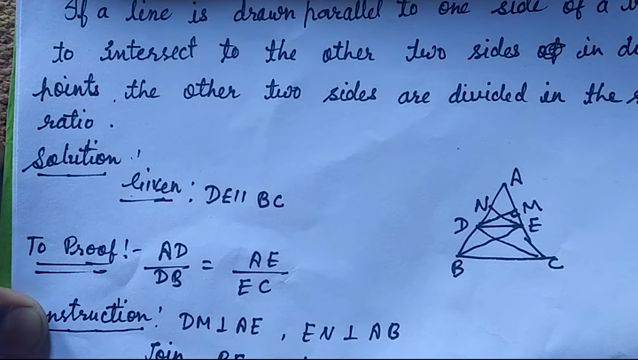 If a line is drawn parallel to one side of a
to intersect to the other two sides in
points, the other two sides are divided in the
ratio.
Solution:
Given: DE || BC
To Proof:- AD/DB = AE/EC
A
N M
D E
B C
nstruction: DM ⊥ AE, EN ⊥ AB
Join